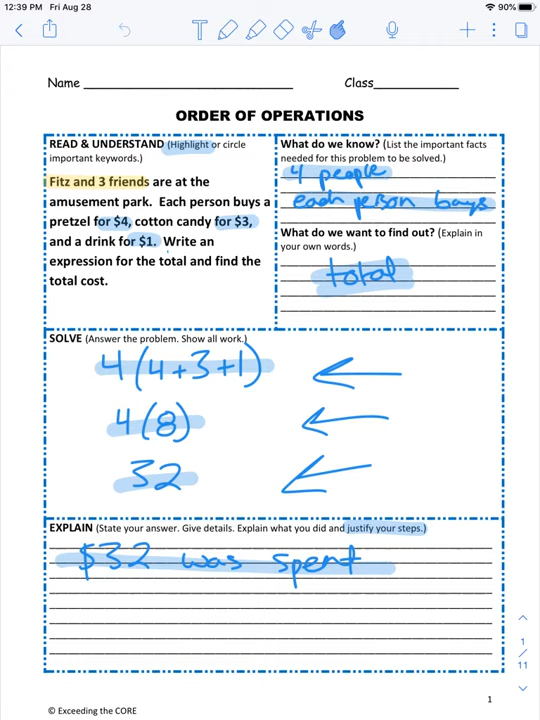 12:39 PM Fri Aug 28
90%
Name
Class
ORDER OF OPERATIONS
READ & UNDERSTAND (Highlight or circle
important keywords.)
Fitz and 3 friends are at the
amusement park. Each person buys a
pretzel for $4, cotton candy for $3,
and a drink for $1. Write an
expression for the total and find the
total cost.
What do we know? (List the important facts
needed for this problem to be solved.)
4 people
each person buys
What do we want to find out? (Explain in
your own words.)
total
SOLVE (Answer the problem. Show all work.)
4(4+3+1)
4(8)
32
EXPLAIN (State your answer. Give details. Explain what you did and justify your steps.)
$32 was spent
1
/
11
1
© Exceeding the CORE